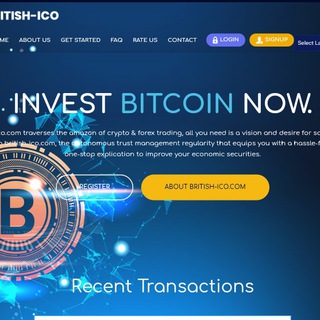 RITISH-ICO
ME ABOUT US GET STARTED FAQ RATE US CONTACT LOGIN SIGNUP Select La
INVEST BITCOIN NOW.
co.com traverses the amazon of crypto & forex trading, all you need is a vision and desire for
british-ico.com, the autonomous trust management regularity that equips you with a hassle-f
one-stop explication to improve your economic securities.
REGISTER ABOUT BRITISH-ICO.COM
B
Recent Transactions